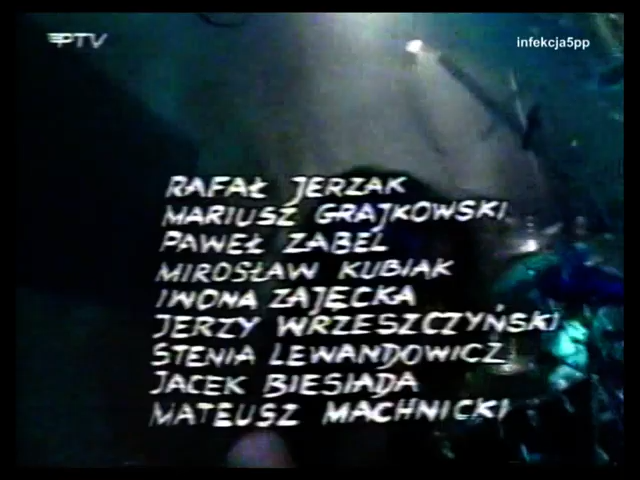 PTV
infekcja5pp
RAFAŁ JERZAK
MARIUSZ GRAJKOWSKI
PAWEŁ ZABEL
MIROSŁAW KUBIAK
IWONA ZAJĘCKA
JERZY WRZESZCZYŃSKI
STENIA LEWANDOWICZ
JACEK BIESIADA
MATEUSZ MACHNICKI